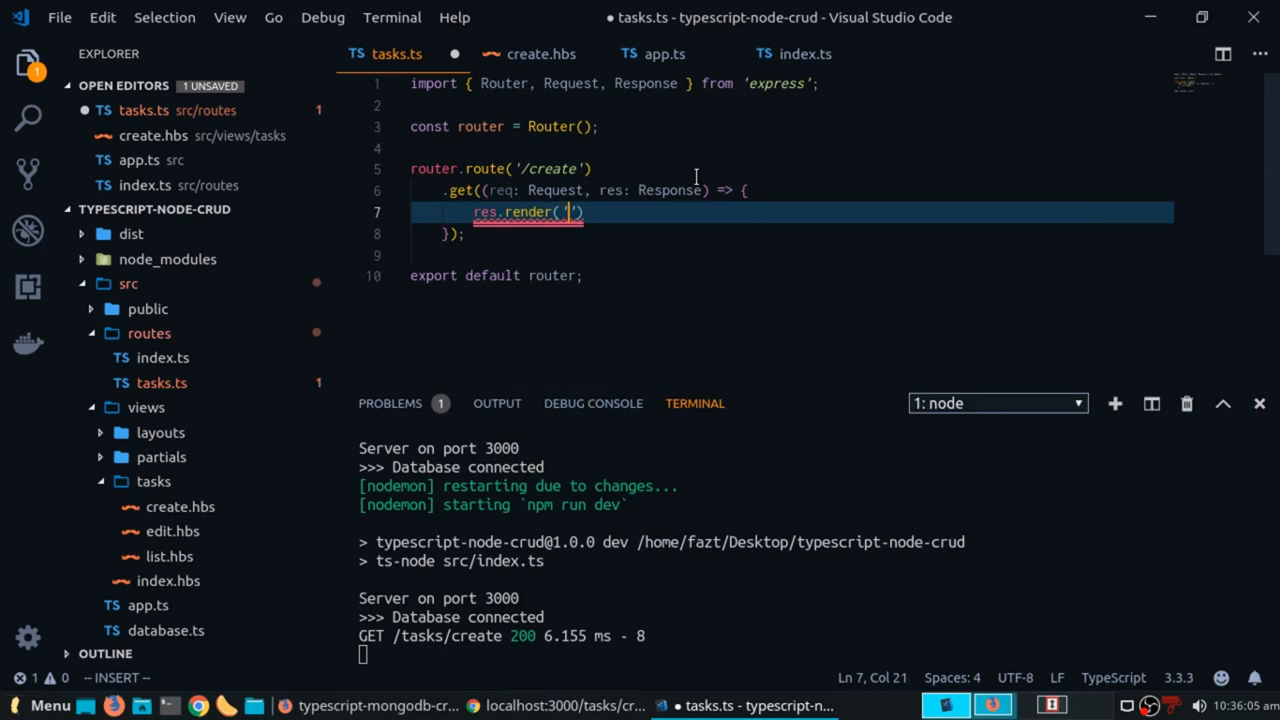 File Edit Selection View Go Debug Terminal Help
● tasks.ts - typescript-node-crud - Visual Studio Code
EXPLORER
TS tasks.ts ●
create.hbs
TS app.ts
TS index.ts
OPEN EDITORS 1 UNSAVED
● TS tasks.ts src/routes 1
create.hbs src/views/tasks
TS app.ts src
TS index.ts src/routes
TYPESCRIPT-NODE-CRUD
dist
node_modules
src
public
routes
TS index.ts
TS tasks.ts 1
views
layouts
partials
tasks
create.hbs
edit.hbs
list.hbs
index.hbs
TS app.ts
TS database.ts
OUTLINE
1
1 import { Router, Request, Response } from 'express';
2
3 const router = Router();
4
5 router.route('/create')
6 .get((req: Request, res: Response) => {
7 res.render('')
8 });
9
10 export default router;
PROBLEMS 1 OUTPUT DEBUG CONSOLE TERMINAL
1: node
Server on port 3000
>>> Database connected
[nodemon] restarting due to changes...
[nodemon] starting `npm run dev`
> typescript-node-crud@1.0.0 dev /home/fazt/Desktop/typescript-node-crud
> ts-node src/index.ts
Server on port 3000
>>> Database connected
GET /tasks/create 200 6.155 ms - 8
1 0 -- INSERT --
Ln 7, Col 21 Spaces: 4 UTF-8 LF TypeScript 3.3.3
Menu
typescript-mongodb-cr...
localhost:3000/tasks/cr...
● tasks.ts - typescript-n...
10:36:05 am